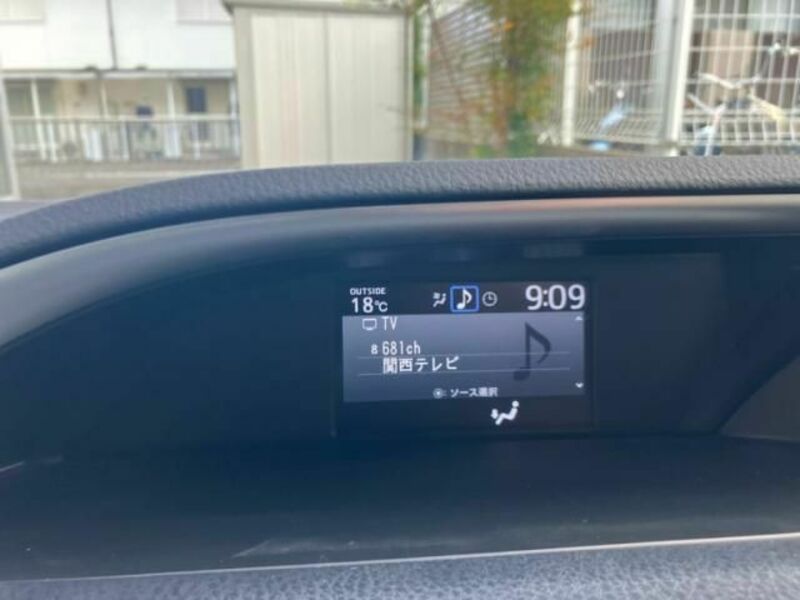 OUTSIDE
18℃
9:09
TV
8 681ch
関西テレビ
ソース選択